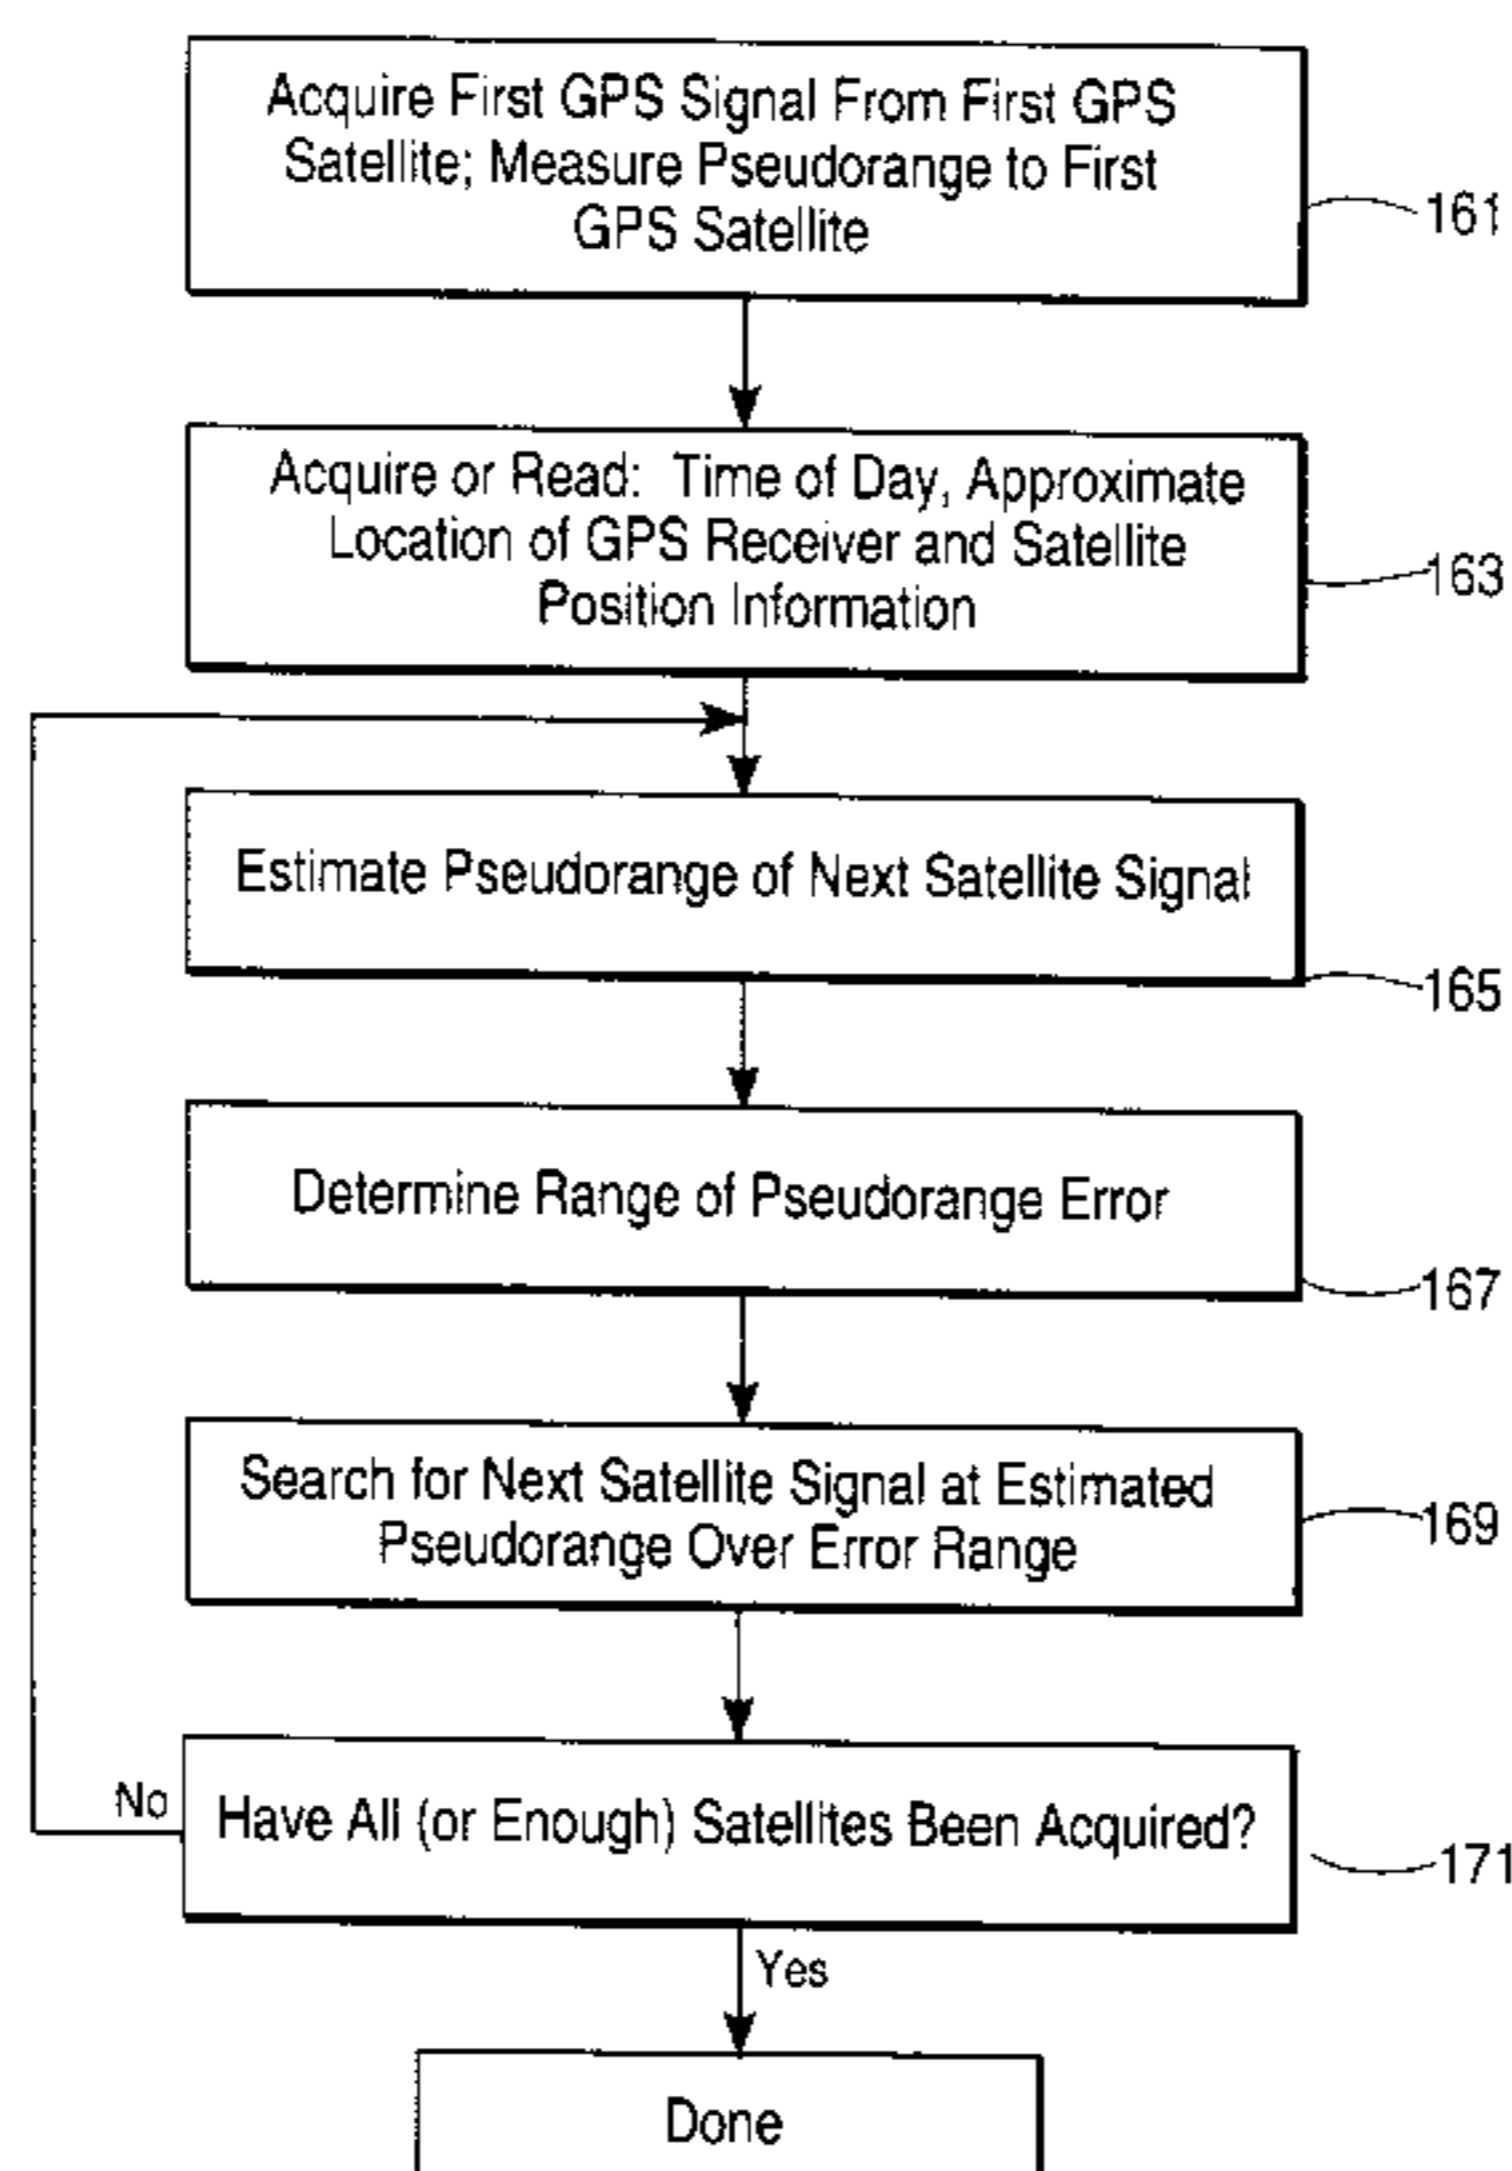 Acquire First GPS Signal From First GPS
Satellite; Measure Pseudorange to First
GPS Satellite
161
Acquire or Read: Time of Day, Approximate
Location of GPS Receiver and Satellite
Position Information
163
Estimate Pseudorange of Next Satellite Signal
165
Determine Range of Pseudorange Error
167
Search for Next Satellite Signal at Estimated
Pseudorange Over Error Range
169
No
Have All (or Enough) Satellites Been Acquired?
171
Yes
Done